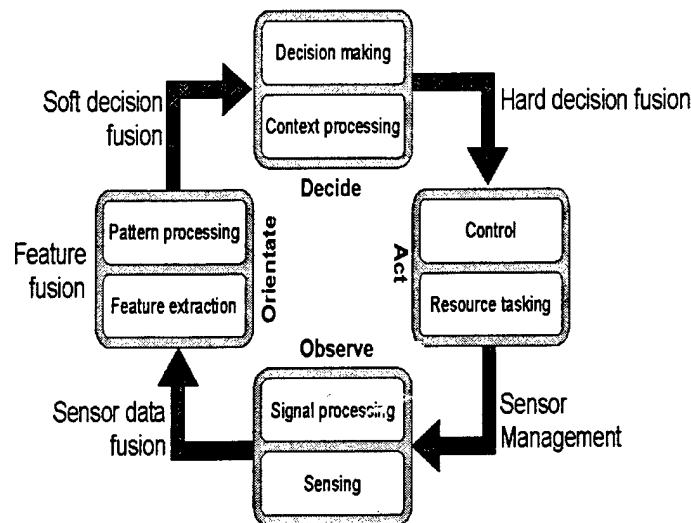 Decision making
Context processing
Decide
Soft decision
fusion
Hard decision fusion
Pattern processing
Feature extraction
Orientate
Feature
fusion
Control
Resource tasking
Act
Observe
Signal processing
Sensing
Sensor data
fusion
Sensor
Management